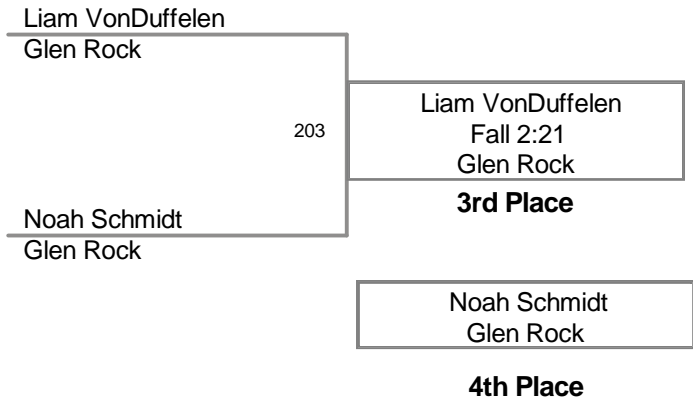 Liam VonDuffelen
Glen Rock
203
Liam VonDuffelen
Fall 2:21
Glen Rock
3rd Place
Noah Schmidt
Glen Rock
Noah Schmidt
Glen Rock
4th Place